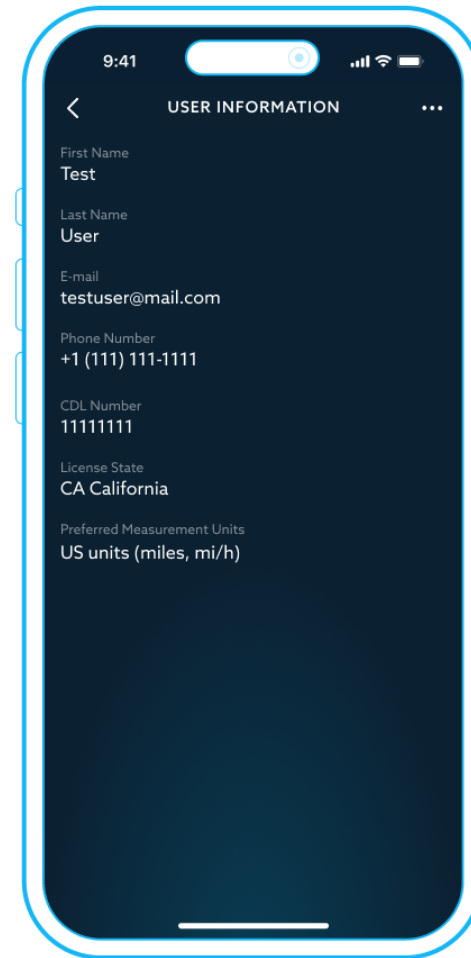 9:41
USER INFORMATION
First Name
Test
Last Name
User
E-mail
testuser@mail.com
Phone Number
+1 (111) 111-1111
CDL Number
11111111
License State
CA California
Preferred Measurement Units
US units (miles, mi/h)